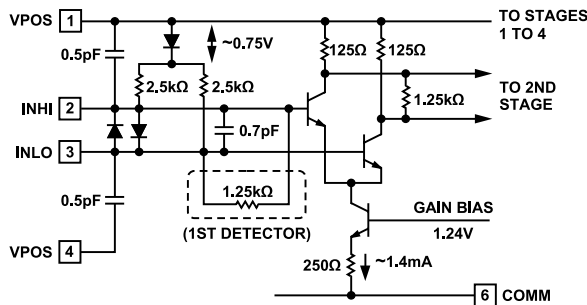 VPOS 1
TO STAGES
1 TO 4
0.5pF
~0.75V
125Ω 125Ω
2.5kΩ 2.5kΩ
TO 2ND
STAGE
1.25kΩ
INHI 2
0.7pF
INLO 3
1.25kΩ
0.5pF
(1ST DETECTOR)
GAIN BIAS
1.24V
VPOS 4
250Ω ~1.4mA
6 COMM